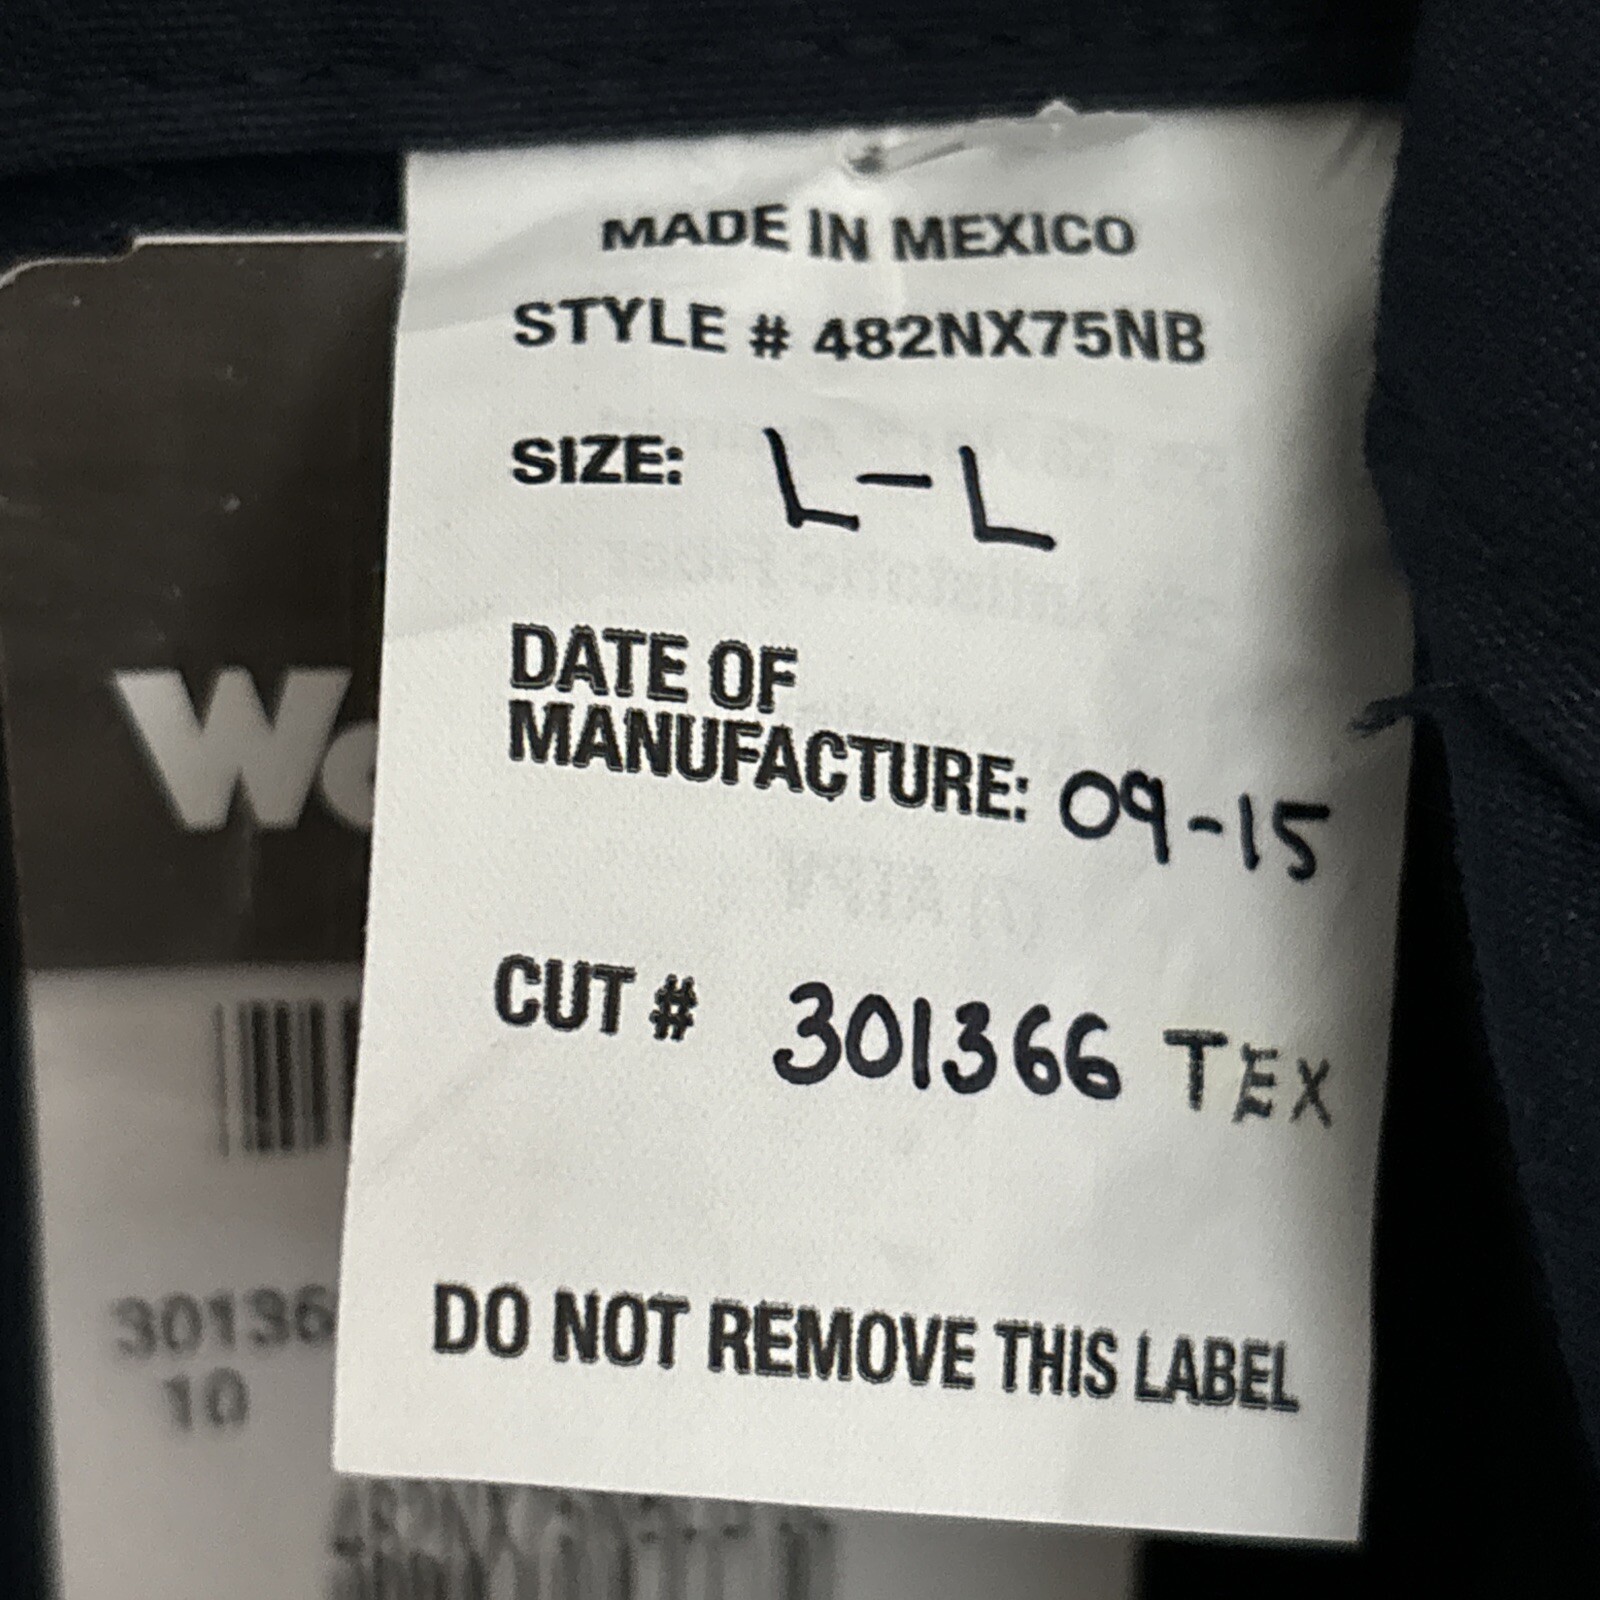 MADE IN MEXICO
STYLE # 482NX75NB
SIZE: L-L
DATE OF
MANUFACTURE: 09-15
CUT # 301366 TEX
DO NOT REMOVE THIS LABEL
W
30136
10